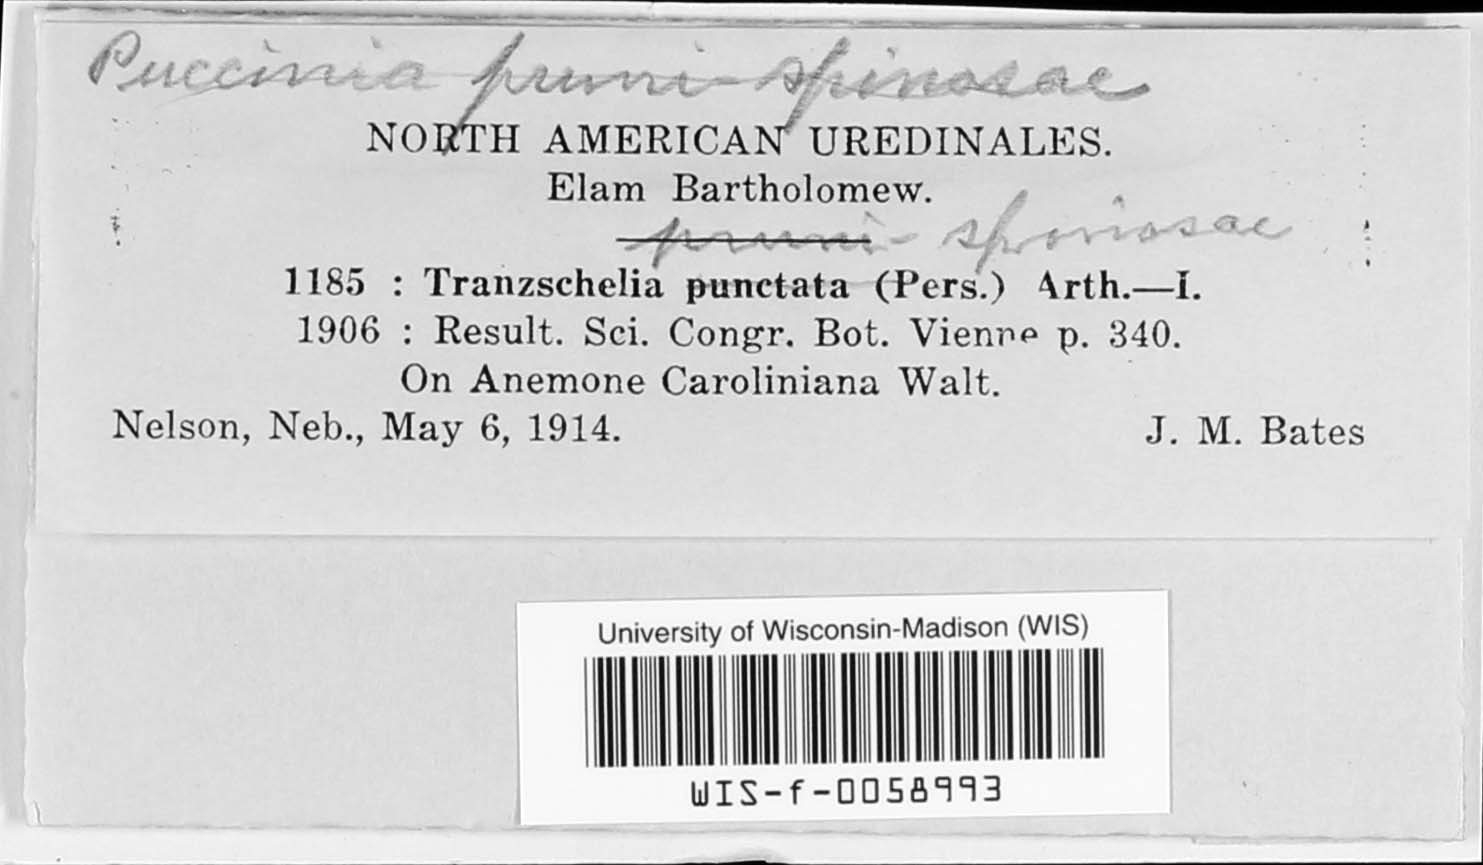 Puccinia pruni-spinosae
NORTH AMERICAN UREDINALES.
Elam Bartholomew.
pruni-spinosae
1185 : Tranzschelia punctata (Pers.) Arth.—I.
1906 : Result. Sci. Congr. Bot. Vienne p. 340.
On Anemone Caroliniana Walt.
Nelson, Neb., May 6, 1914. J. M. Bates
University of Wisconsin-Madison (WIS)
WIS-f-0058993